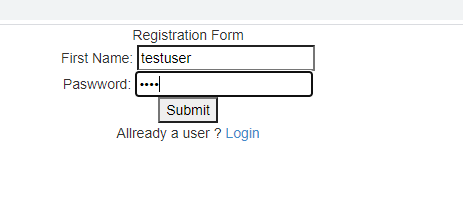 Registration Form
First Name: testuser
Paswword: ••••
Submit
Allready a user ? Login